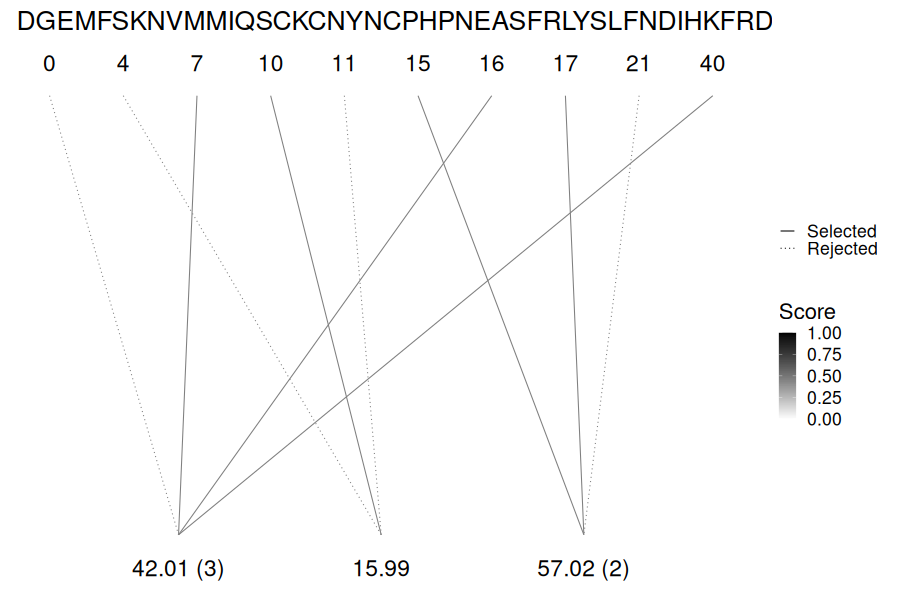 DGEMFSKNVMMIQSCKCNYNCPHPNEASFRLYSLFNDIHKFRD
0 4 7 10 11 15 16 17 21 40
Selected
Rejected
Score
1.00
0.75
0.50
0.25
0.00
42.01 (3) 15.99 57.02 (2)